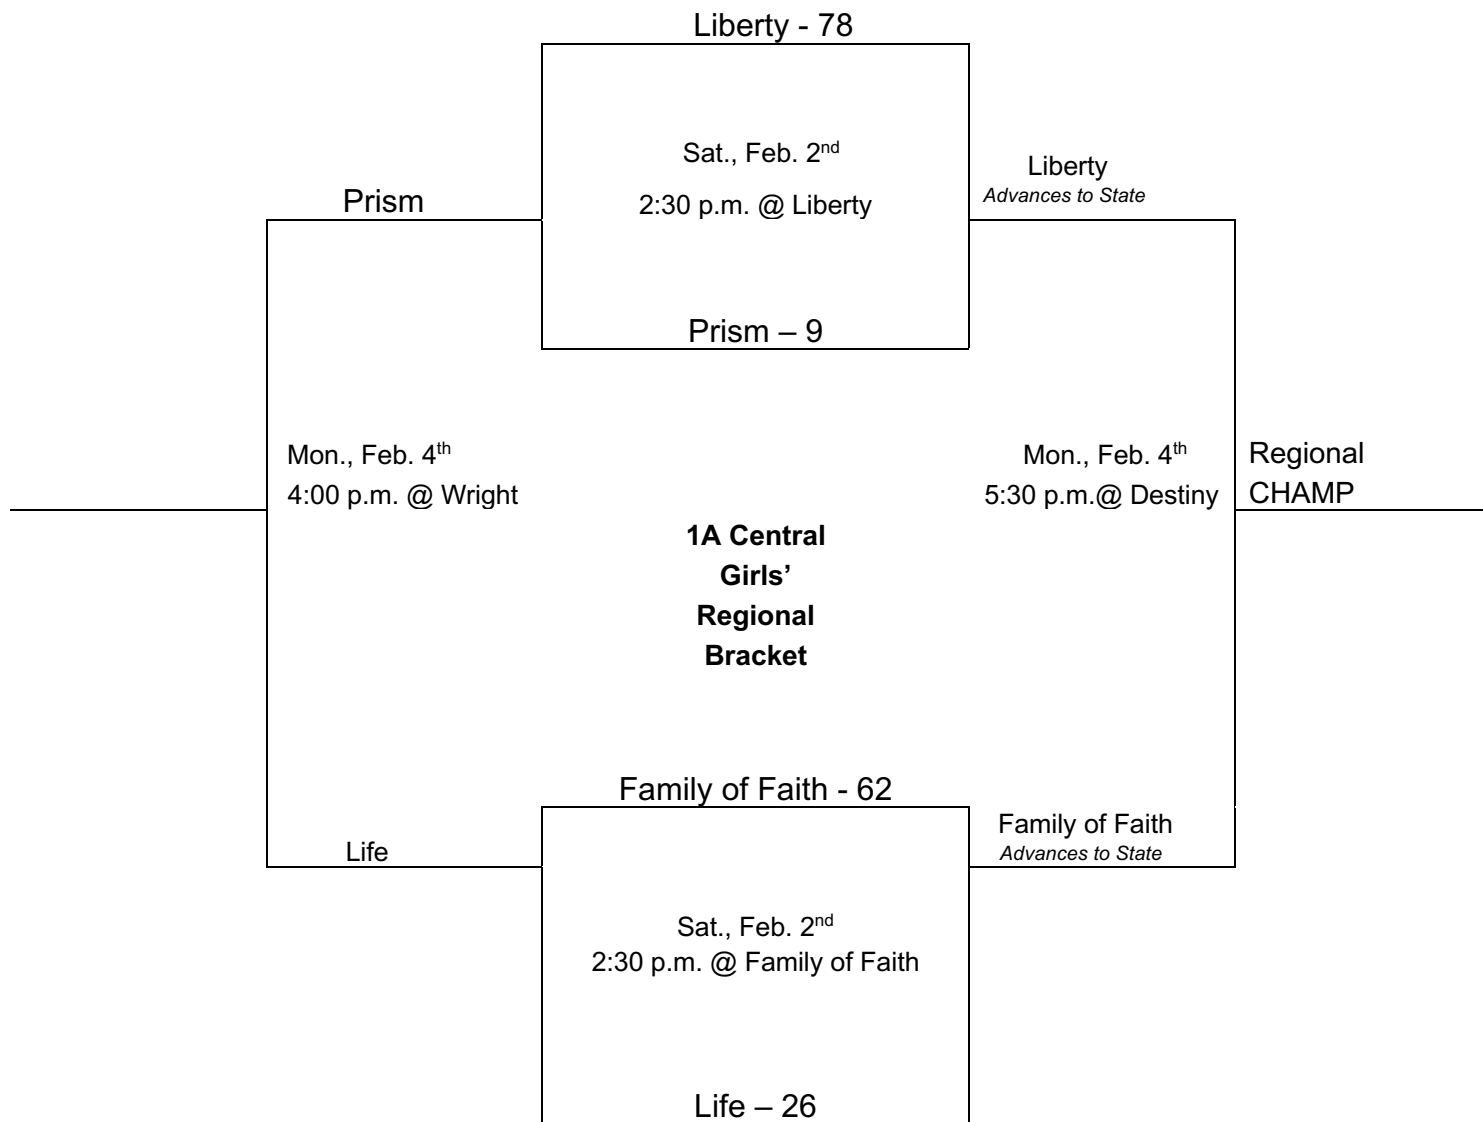 Liberty - 78
Sat., Feb. 2nd
2:30 p.m. @ Liberty
Liberty
Advances to State
Prism
Prism – 9
Mon., Feb. 4th
4:00 p.m. @ Wright
Mon., Feb. 4th
5:30 p.m.@ Destiny
Regional
CHAMP
1A Central
Girls’
Regional
Bracket
Family of Faith - 62
Family of Faith
Advances to State
Life
Sat., Feb. 2nd
2:30 p.m. @ Family of Faith
Life – 26